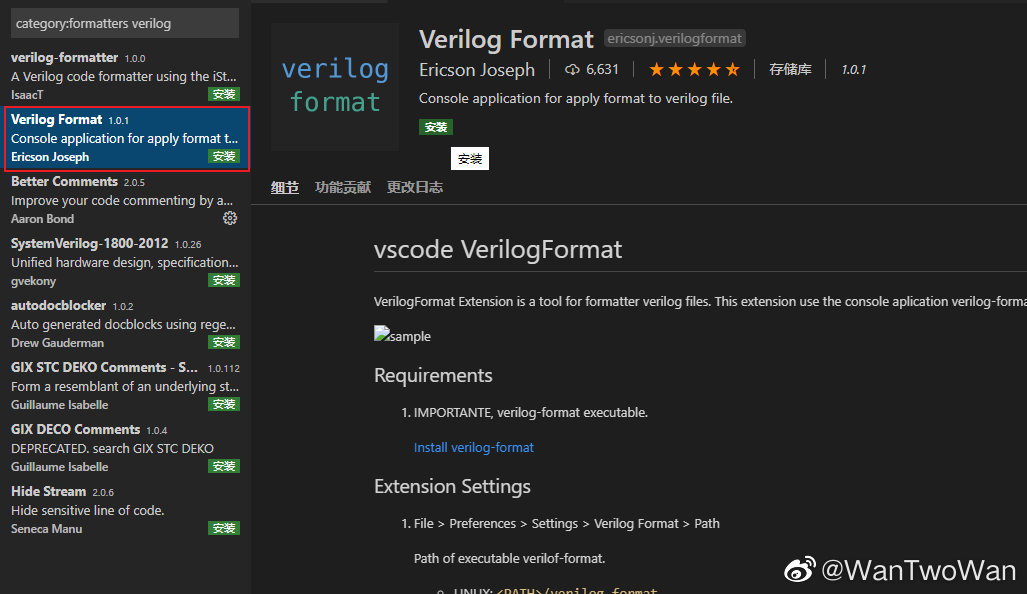 category:formatters verilog
verilog-formatter 1.0.0
A Verilog code formatter using the iSt...
IsaacT 安装
Verilog Format 1.0.1
Console application for apply format t...
Ericson Joseph 安装
Better Comments 2.0.5
Improve your code commenting by a...
Aaron Bond
SystemVerilog-1800-2012 1.0.26
Unified hardware design, specification...
gvekony 安装
autodocblocker 1.0.2
Auto generated docblocks using rege...
Drew Gauderman 安装
GIX STC DEKO Comments - S... 1.0.112
Form a resemblant of an underlying st...
Guillaume Isabelle 安装
GIX DECO Comments 1.0.4
DEPRECATED. search GIX STC DEKO
Guillaume Isabelle 安装
Hide Stream 2.0.6
Hide sensitive line of code.
Seneca Manu 安装
verilog
format
Verilog Format ericsonj.verilogformat
Ericson Joseph 6,631 存储库 1.0.1
Console application for apply format to verilog file.
安装
安装
细节 功能贡献 更改日志
vscode VerilogFormat
VerilogFormat Extension is a tool for formatter verilog files. This extension use the console aplication verilog-forma
sample
Requirements
1. IMPORTANTE, verilog-format executable.
Install verilog-format
Extension Settings
1. File > Preferences > Settings > Verilog Format > Path
Path of executable verilof-format.
LINUX: <PATH>/verilog-format
@WanTwoWan